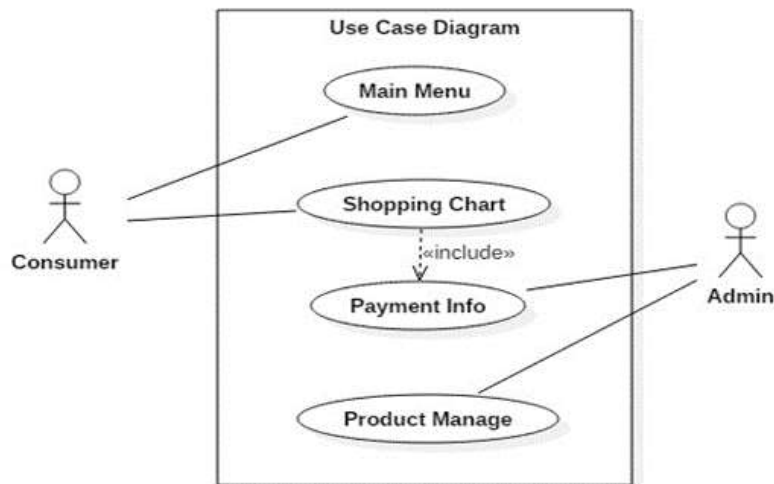 Use Case Diagram
Main Menu
Shopping Chart
«include»
Consumer
Payment Info
Admin
Product Manage